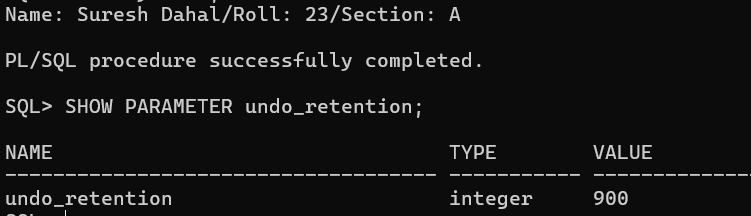 Name: Suresh Dahal/Roll: 23/Section: A
PL/SQL procedure successfully completed.
SQL> SHOW PARAMETER undo_retention;
NAME TYPE VALUE
------------------------------------ ----------- -------------
undo_retention integer 900